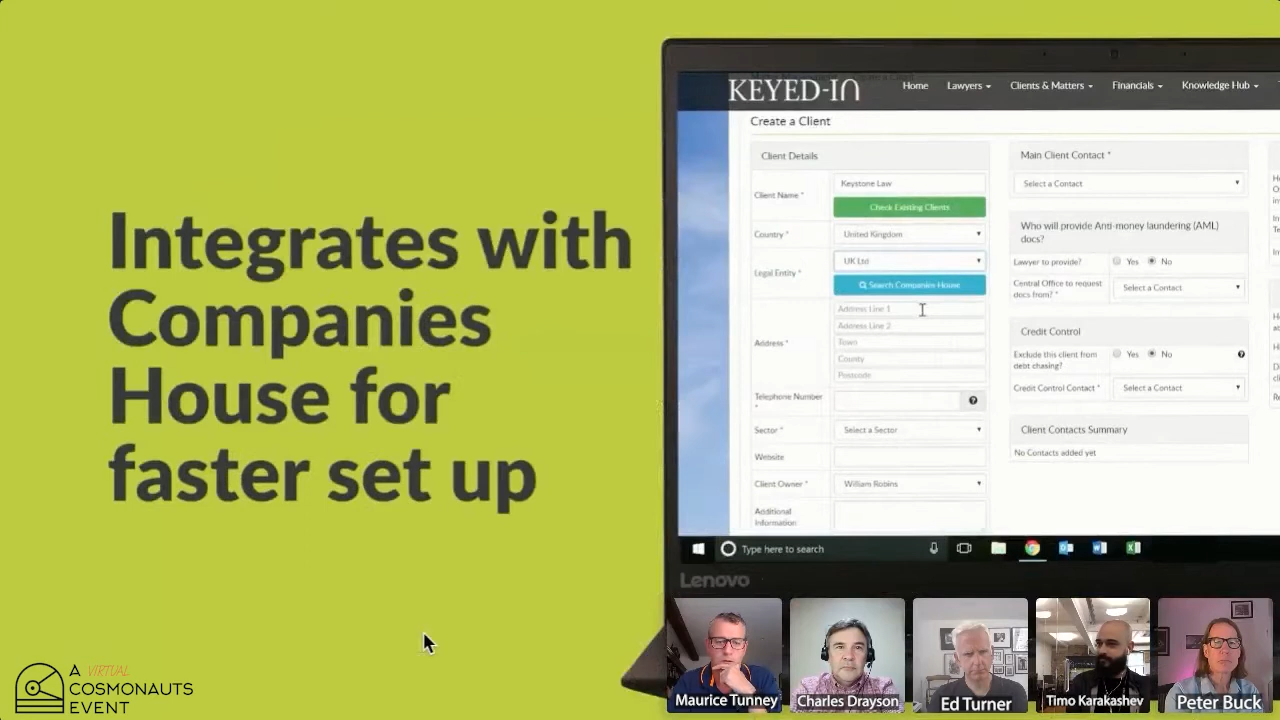 Integrates with
Companies
House for
faster set up
KEYED-IN
Home
Lawyers
Clients & Matters
Financials
Knowledge Hub
Create a Client
Client Details
Client Name *
Keystone Law
Check Existing Clients
Country *
United Kingdom
Legal Entity *
UK Ltd
Search Companies House
Address *
Address Line 1
Address Line 2
Town
County
Postcode
Telephone Number
*
Sector *
Select a Sector
Website
Client Owner *
William Robins
Additional
Information
Main Client Contact *
Select a Contact
Who will provide Anti-money laundering (AML)
docs?
Lawyer to provide?
Yes
No
Central Office to request
docs from? *
Select a Contact
Credit Control
Exclude this client from
debt chasing?
Yes
No
Credit Control Contact *
Select a Contact
Client Contacts Summary
No Contacts added yet
Type here to search
Lenovo
Maurice Tunney
Charles Drayson
Ed Turner
Timo Karakashev
Peter Buck
A VIRTUAL
COSMONAUTS
EVENT